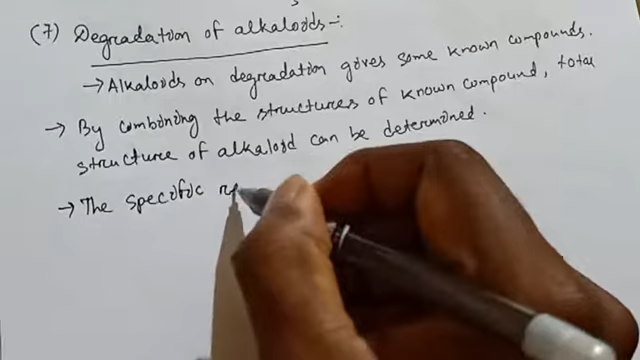 (7) Degradation of alkaloids:-
→ Alkaloids on degradation gives some known compounds.
→ By combining the structures of known compound, total
structure of alkaloid can be determined.
→ The specific